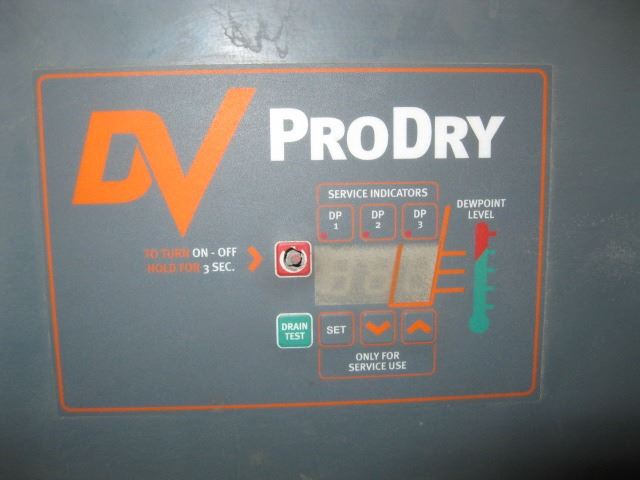 DV PRODRY
SERVICE INDICATORS
DP 1
DP 2
DP 3
DEWPOINT
LEVEL
TO TURN ON - OFF
HOLD FOR 3 SEC.
DRAIN
TEST
SET
ONLY FOR
SERVICE USE